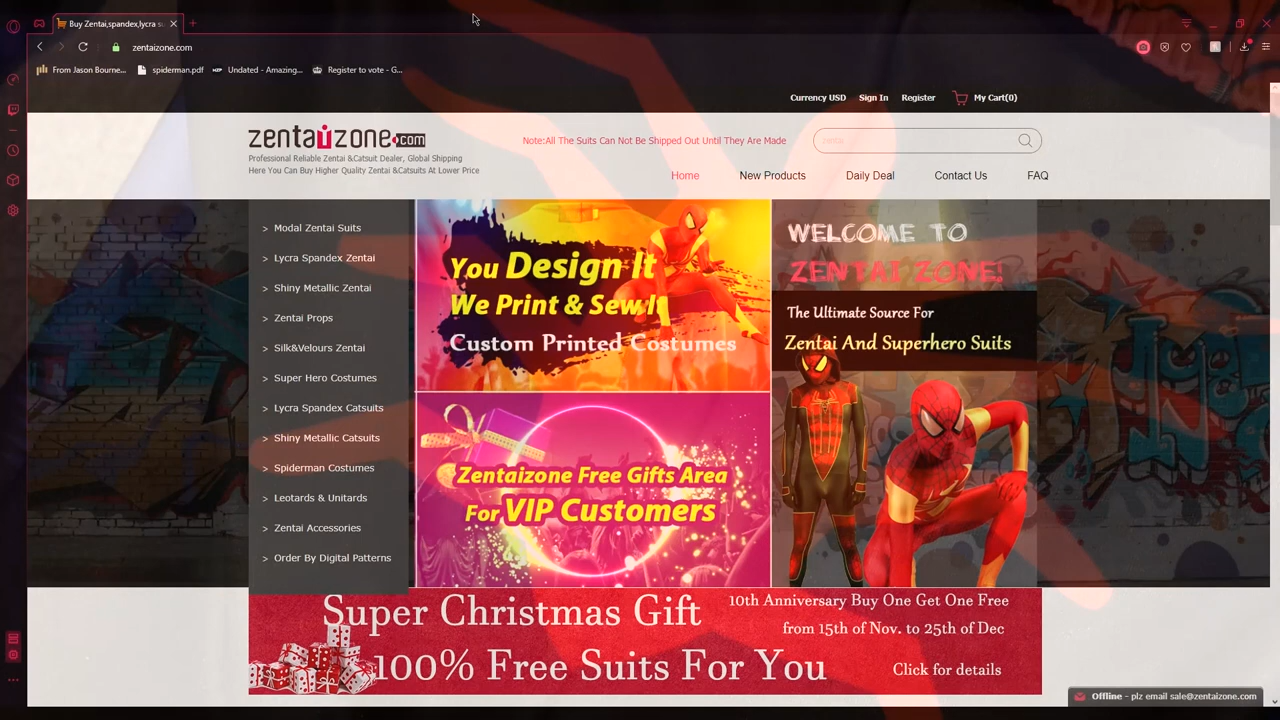 Buy Zentai,spandex,lycra su
zentaizone.com
From Jason Bourne...
spiderman.pdf
Undated - Amazing...
Register to vote - G...
Currency USD
Sign In
Register
My Cart(0)
zentaizone.com
Professional Reliable Zentai &Catsuit Dealer, Global Shipping
Here You Can Buy Higher Quality Zentai &Catsuits At Lower Price
Note:All The Suits Can Not Be Shipped Out Until They Are Made
zentai
Home
New Products
Daily Deal
Contact Us
FAQ
> Modal Zentai Suits
> Lycra Spandex Zentai
> Shiny Metallic Zentai
> Zentai Props
> Silk&Velours Zentai
> Super Hero Costumes
> Lycra Spandex Catsuits
> Shiny Metallic Catsuits
> Spiderman Costumes
> Leotards & Unitards
> Zentai Accessories
> Order By Digital Patterns
You Design It
We Print & Sew It
Custom Printed Costumes
Zentaizone Free Gifts Area
For VIP Customers
WELCOME TO
ZENTAI ZONE!
The Ultimate Source For
Zentai And Superhero Suits
Super Christmas Gift
100% Free Suits For You
10th Anniversary Buy One Get One Free
from 15th of Nov. to 25th of Dec
Click for details
Offline - plz email sale@zentaizone.com